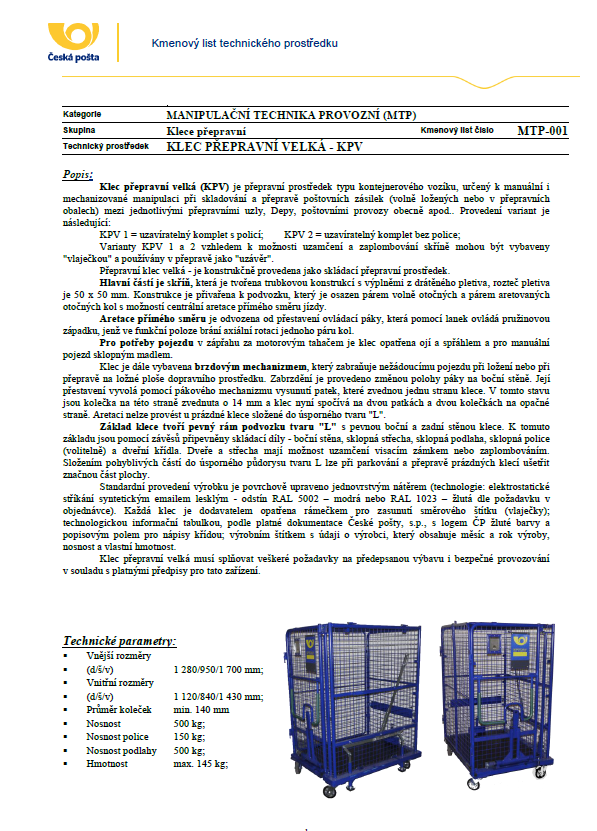 Česká pošta
Kmenový list technického prostředku
Kategorie MANIPULAČNÍ TECHNIKA PROVOZNÍ (MTP)
Skupina Klece přepravní Kmenový list číslo MTP-001
Technický prostředek KLEC PŘEPRAVNÍ VELKÁ - KPV
Popis:
Klec přepravní velká (KPV) je přepravní prostředek typu kontejnerového vozíku, určený k manuální i
mechanizované manipulaci při skladování a přepravě poštovních zásilek (volně ložených nebo v přepravních
obalech) mezi jednotlivými přepravními uzly, Depy, poštovními provozy obecně apod.. Provedení variant je
následující:
KPV 1 = uzavíratelný komplet s policí; KPV 2 = uzavíratelný komplet bez police;
Varianty KPV 1 a 2 vzhledem k možnosti uzamčení a zaplombování skříně mohou být vybaveny
"vlaječkou" a používány v přepravě jako "uzávěr".
Přepravní klec velká - je konstrukčně provedena jako skládací přepravní prostředek.
Hlavní částí je skříň, která je tvořena trubkovou konstrukcí s výplněmi z drátěného pletiva, rozteč pletiva
je 50 x 50 mm. Konstrukce je přivařena k podvozku, který je osazen párem volně otočných a párem aretovaných
otočných kol s možností centrální aretace přímého směru jízdy.
Aretace přímého směru je odvozena od přestavení ovládací páky, která pomocí lanek ovládá pružinovou
západku, jenž ve funkční poloze brání axiální rotaci jednoho páru kol.
Pro potřeby pojezdu v zápřahu za motorovým tahačem je klec opatřena ojí a spřáhlem a pro manuální
pojezd sklopným madlem.
Klec je dále vybavena brzdovým mechanizmem, který zabraňuje nežádoucímu pojezdu při ložení nebo při
přepravě na ložné ploše dopravního prostředku. Zabrždění je provedeno změnou polohy páky na boční stěně. Její
přestavení vyvolá pomocí pákového mechanizmu vysunutí patek, které zvednou jednu stranu klece. V tomto stavu
jsou kolečka na této straně zvednuta o 14 mm a klec nyní spočívá na dvou patkách a dvou kolečkách na opačné
straně. Aretaci nelze provést u prázdné klece složené do úsporného tvaru "L".
Základ klece tvoří pevný rám podvozku tvaru "L" s pevnou boční a zadní stěnou klece. K tomuto
základu jsou pomocí závěsů připevněny skládací díly - boční stěna, sklopná střecha, sklopná podlaha, sklopná police
(volitelně) a dveřní křídla. Dveře a střecha mají možnost uzamčení visacím zámkem nebo zaplombováním.
Složením pohyblivých částí do úsporného půdorysu tvaru L lze při parkování a přepravě prázdných klecí ušetřit
značnou část plochy.
Standardní provedení výrobku je povrchově upraveno jednovrstvým nátěrem (technologie: elektrostatické
stříkání syntetickým emailem lesklým - odstín RAL 5002 – modrá nebo RAL 1023 – žlutá dle požadavku v
objednávce). Každá klec je dodavatelem opatřena rámečkem pro zasunutí směrového štítku (vlaječky);
technologickou informační tabulkou, podle platné dokumentace České pošty, s.p., s logem ČP žluté barvy a
popisovým polem pro nápisy křídou; výrobním štítkem s údaji o výrobci, který obsahuje měsíc a rok výroby,
nosnost a vlastní hmotnost.
Klec přepravní velká musí splňovat veškeré požadavky na předepsanou výbavu i bezpečné provozování
v souladu s platnými předpisy pro tato zařízení.
Technické parametry:
▪ Vnější rozměry
▪ (d/š/v) 1 280/950/1 700 mm;
▪ Vnitřní rozměry
▪ (d/š/v) 1 120/840/1 430 mm;
▪ Průměr koleček min. 140 mm
▪ Nosnost 500 kg;
▪ Nosnost police 150 kg;
▪ Nosnost podlahy 500 kg;
▪ Hmotnost max. 145 kg;